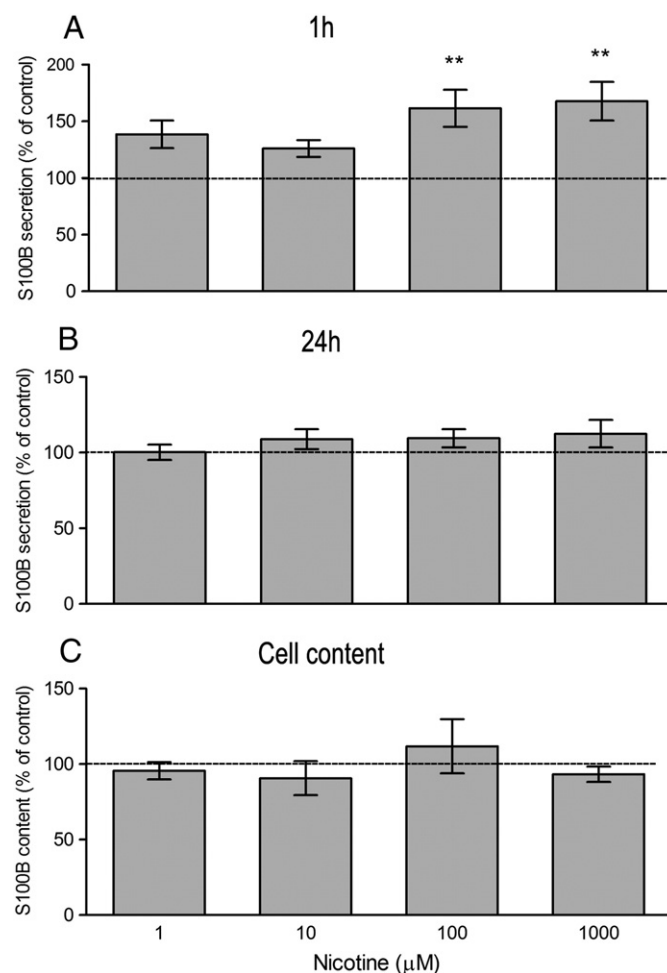 A
1h
** **
S100B secretion (% of control)
200
150
100
50
0
B
24h
S100B secretion (% of control)
150
100
50
0
C
Cell content
S100B content (% of control)
150
100
50
0
1 10 100 1000
Nicotine (μM)